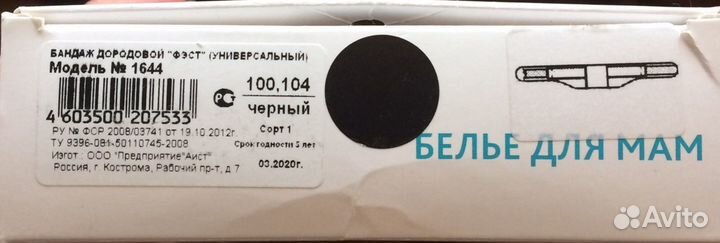 БАНДАЖ ДОРОДОВОЙ "ФЭСТ" (УНИВЕРСАЛЬНЫЙ)
Модель № 1644
4 603500 207533
РСТ
100,104
черный
Сорт 1
РУ № ФСР 2008/03741 от 19.10.2012г.
ТУ 9396-081-50110745-2008
Срок годности 5 лет
Изгот.: ООО "Предприятие"Аист"
Россия, г. Кострома, Рабочий пр-т, д.7
03.2020г.
БЕЛЬЕ ДЛЯ МАМ
Avito